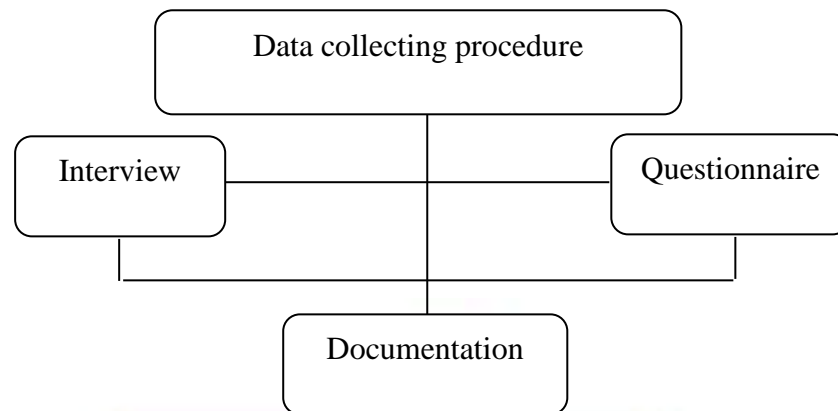 Data collecting procedure
Interview
Questionnaire
Documentation